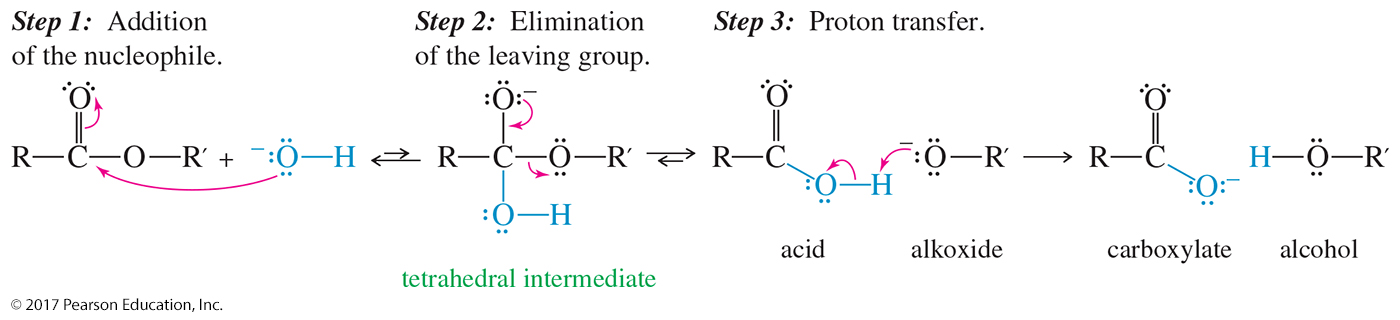 Step 1: Addition of the nucleophile.
Step 2: Elimination of the leaving group.
Step 3: Proton transfer.
O
R—C—O—R′ + ⁻:O—H ⇌
:O:⁻
R—C—O—R′ ⇌
:O—H
O
R—C
:O—H
⁻:O—R′ ⟶
O
R—C
:O:⁻
H—O—R′
tetrahedral intermediate
acid
alkoxide
carboxylate
alcohol
© 2017 Pearson Education, Inc.